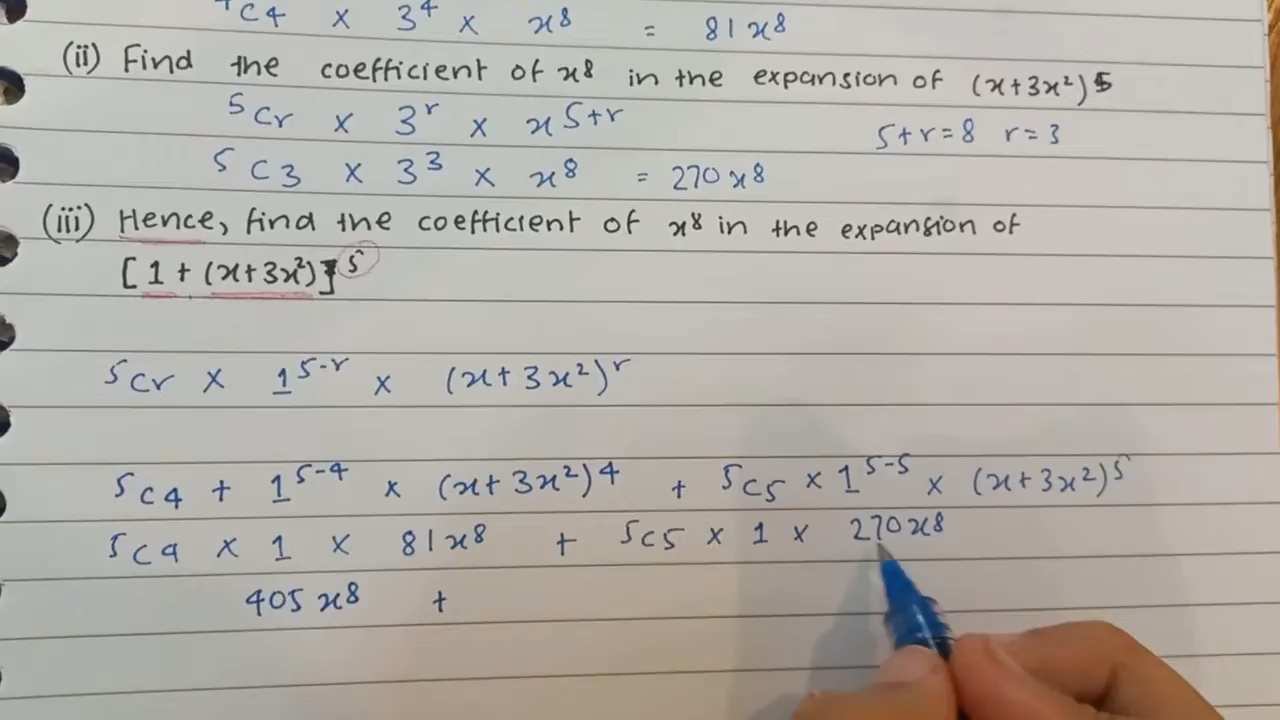 ⁴C₄ × 3⁴ × x⁸ = 81x⁸
(ii) Find the coefficient of x⁸ in the expansion of (x+3x²)⁵
⁵Cr × 3ʳ × x⁵⁺ʳ 5+r=8 r=3
⁵C₃ × 3³ × x⁸ = 270x⁸
(iii) Hence, find the coefficient of x⁸ in the expansion of
[1+(x+3x²)]⁵
⁵Cr × 1⁵⁻ʳ × (x+3x²)ʳ
⁵C₄ + 1⁵⁻⁴ × (x+3x²)⁴ + ⁵C₅ × 1⁵⁻⁵ × (x+3x²)⁵
⁵C₄ × 1 × 81x⁸ + ⁵C₅ × 1 × 270x⁸
405x⁸ +